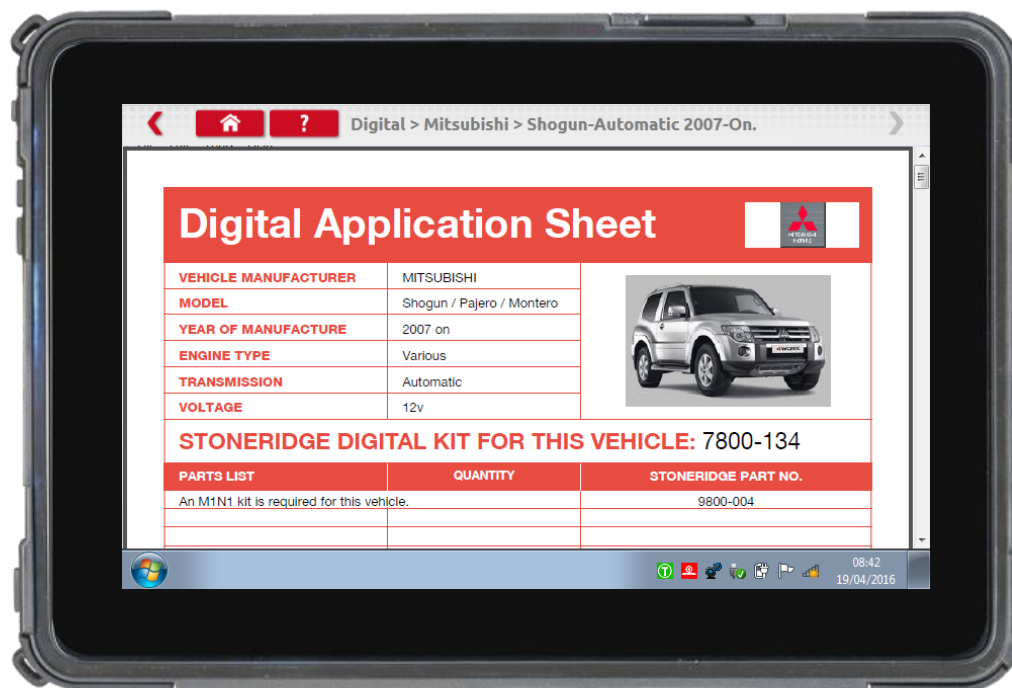 ? Digital > Mitsubishi > Shogun-Automatic 2007-On.
Digital Application Sheet
MITSUBISHI
MOTORS
VEHICLE MANUFACTURER MITSUBISHI
MODEL Shogun / Pajero / Montero
YEAR OF MANUFACTURE 2007 on
ENGINE TYPE Various
TRANSMISSION Automatic
VOLTAGE 12v
4WORK
STONERIDGE DIGITAL KIT FOR THIS VEHICLE: 7800-134
PARTS LIST QUANTITY STONERIDGE PART NO.
An M1N1 kit is required for this vehicle. 9800-004
08:42
19/04/2016